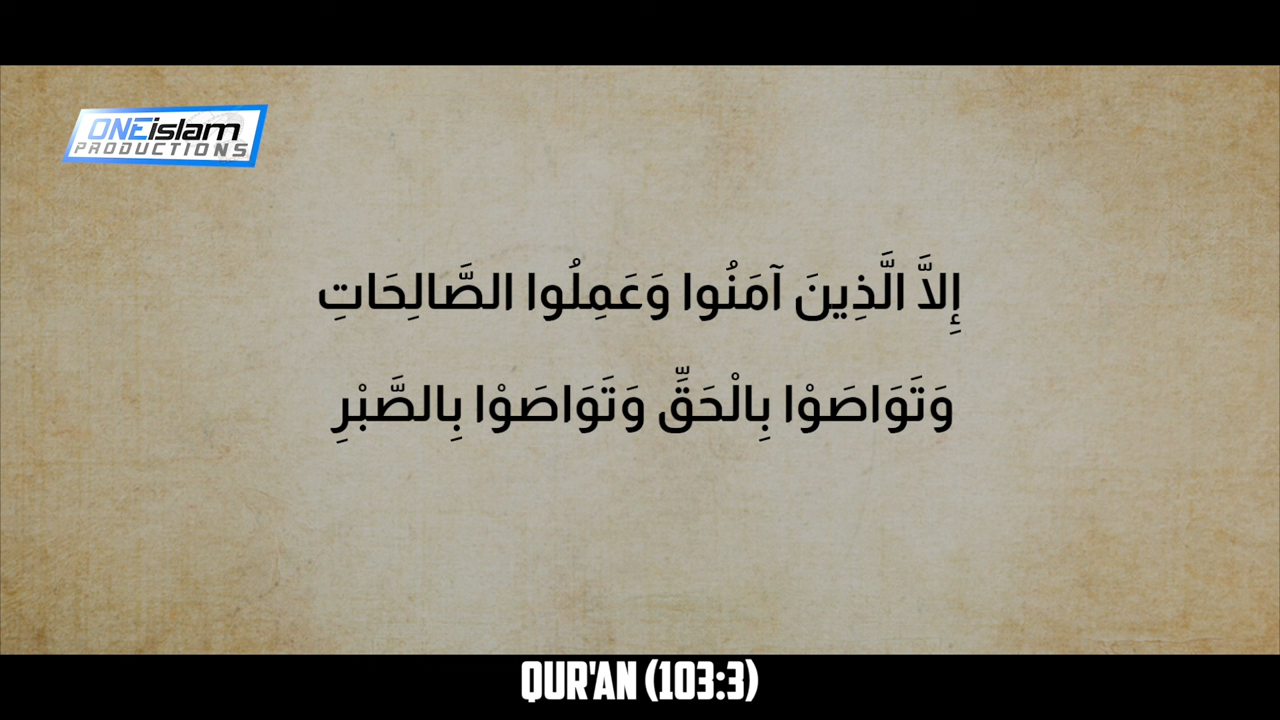 ONEislam
PRODUCTIONS
إِلاَّ الَّذِينَ آمَنُوا وَعَمِلُوا الصَّالِحَاتِ
وَتَوَاصَوْا بِالْحَقِّ وَتَوَاصَوْا بِالصَّبْرِ
QUR'AN (103:3)